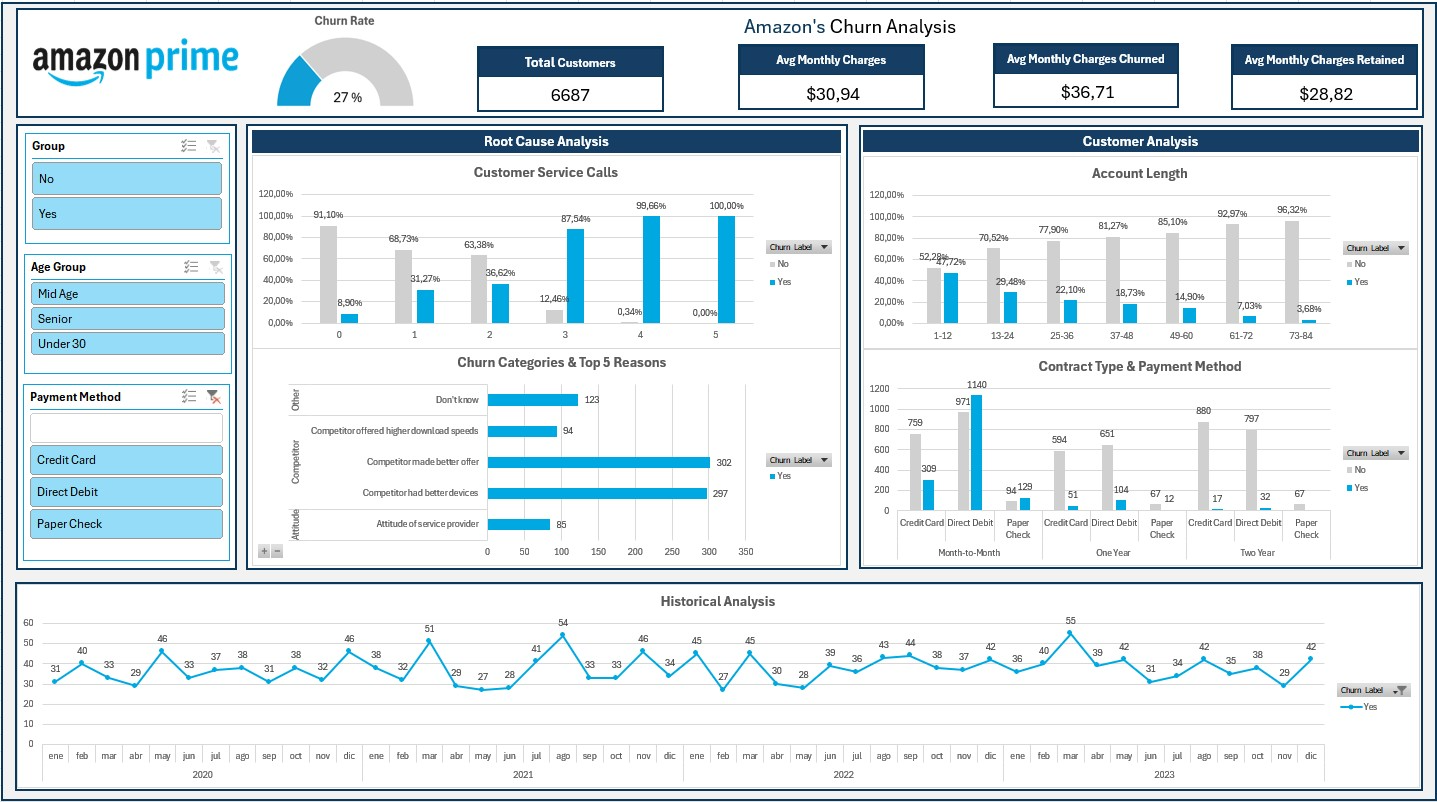 Churn Rate
amazon prime
27 %
Amazon's Churn Analysis
Total Customers
6687
Avg Monthly Charges
$30,94
Avg Monthly Charges Churned
$36,71
Avg Monthly Charges Retained
$28,82
Group
No
Yes
Age Group
Mid Age
Senior
Under 30
Payment Method
Credit Card
Direct Debit
Paper Check
Root Cause Analysis
Customer Service Calls
120,00%
100,00%
80,00%
60,00%
40,00%
20,00%
0,00%
91,10%
8,90%
68,73%
31,27%
63,38%
36,62%
12,46%
87,54%
0,34%
99,66%
0,00%
100,00%
0 1 2 3 4 5
Churn Label
No
Yes
Churn Categories & Top 5 Reasons
Other
Don't know
123
Competitor
Competitor offered higher download speeds
94
Competitor made better offer
302
Competitor had better devices
297
Attitude
Attitude of service provider
85
0 50 100 150 200 250 300 350
Churn Label
Yes
Customer Analysis
Account Length
120,00%
100,00%
80,00%
60,00%
40,00%
20,00%
0,00%
52,28%
47,72%
70,52%
29,48%
77,90%
22,10%
81,27%
18,73%
85,10%
14,90%
92,97%
7,03%
96,32%
3,68%
1-12 13-24 25-36 37-48 49-60 61-72 73-84
Churn Label
No
Yes
Contract Type & Payment Method
1200
1000
800
600
400
200
0
759
309
971
1140
94
129
594
51
651
104
67
12
880
17
797
32
67
Credit Card Direct Debit Paper Check Credit Card Direct Debit Paper Check Credit Card Direct Debit Paper Check
Month-to-Month One Year Two Year
Churn Label
No
Yes
Historical Analysis
60
50
40
30
20
10
0
31 40 33 29 46 33 37 38 31 38 32 46 38 32 51 29 27 28 41 54 33 33 46 34 45 27 45 30 28 39 36 43 44 38 37 42 36 40 55 39 42 31 34 42 35 38 29 42
ene feb mar abr may jun jul ago sep oct nov dic ene feb mar abr may jun jul ago sep oct nov dic ene feb mar abr may jun jul ago sep oct nov dic ene feb mar abr may jun jul ago sep oct nov dic
2020 2021 2022 2023
Churn Label
Yes